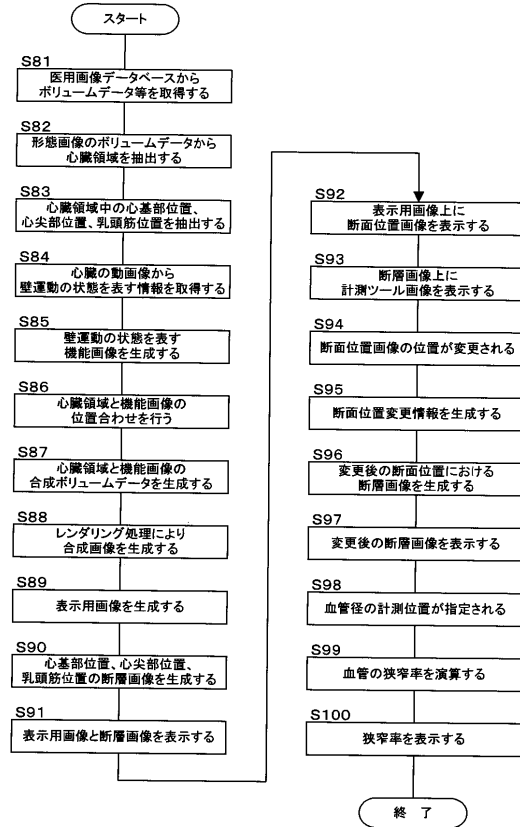 スタート
S81
医用画像データベースから
ボリュームデータ等を取得する
S82
形態画像のボリュームデータから
心臓領域を抽出する
S83
心臓領域中の心基部位置、
心尖部位置、乳頭筋位置を抽出する
S84
心臓の動画像から
壁運動の状態を表す情報を取得する
S85
壁運動の状態を表す
機能画像を生成する
S86
心臓領域と機能画像の
位置合わせを行う
S87
心臓領域と機能画像の
合成ボリュームデータを生成する
S88
レンダリング処理により
合成画像を生成する
S89
表示用画像を生成する
S90
心基部位置、心尖部位置、
乳頭筋位置の断層画像を生成する
S91
表示用画像と断層画像を表示する
S92
表示用画像上に
断面位置画像を表示する
S93
断層画像上に
計測ツール画像を表示する
S94
断面位置画像の位置が変更される
S95
断面位置変更情報を生成する
S96
変更後の断面位置における
断層画像を生成する
S97
変更後の断層画像を表示する
S98
血管径の計測位置が指定される
S99
血管の狭窄率を演算する
S100
狭窄率を表示する
終 了